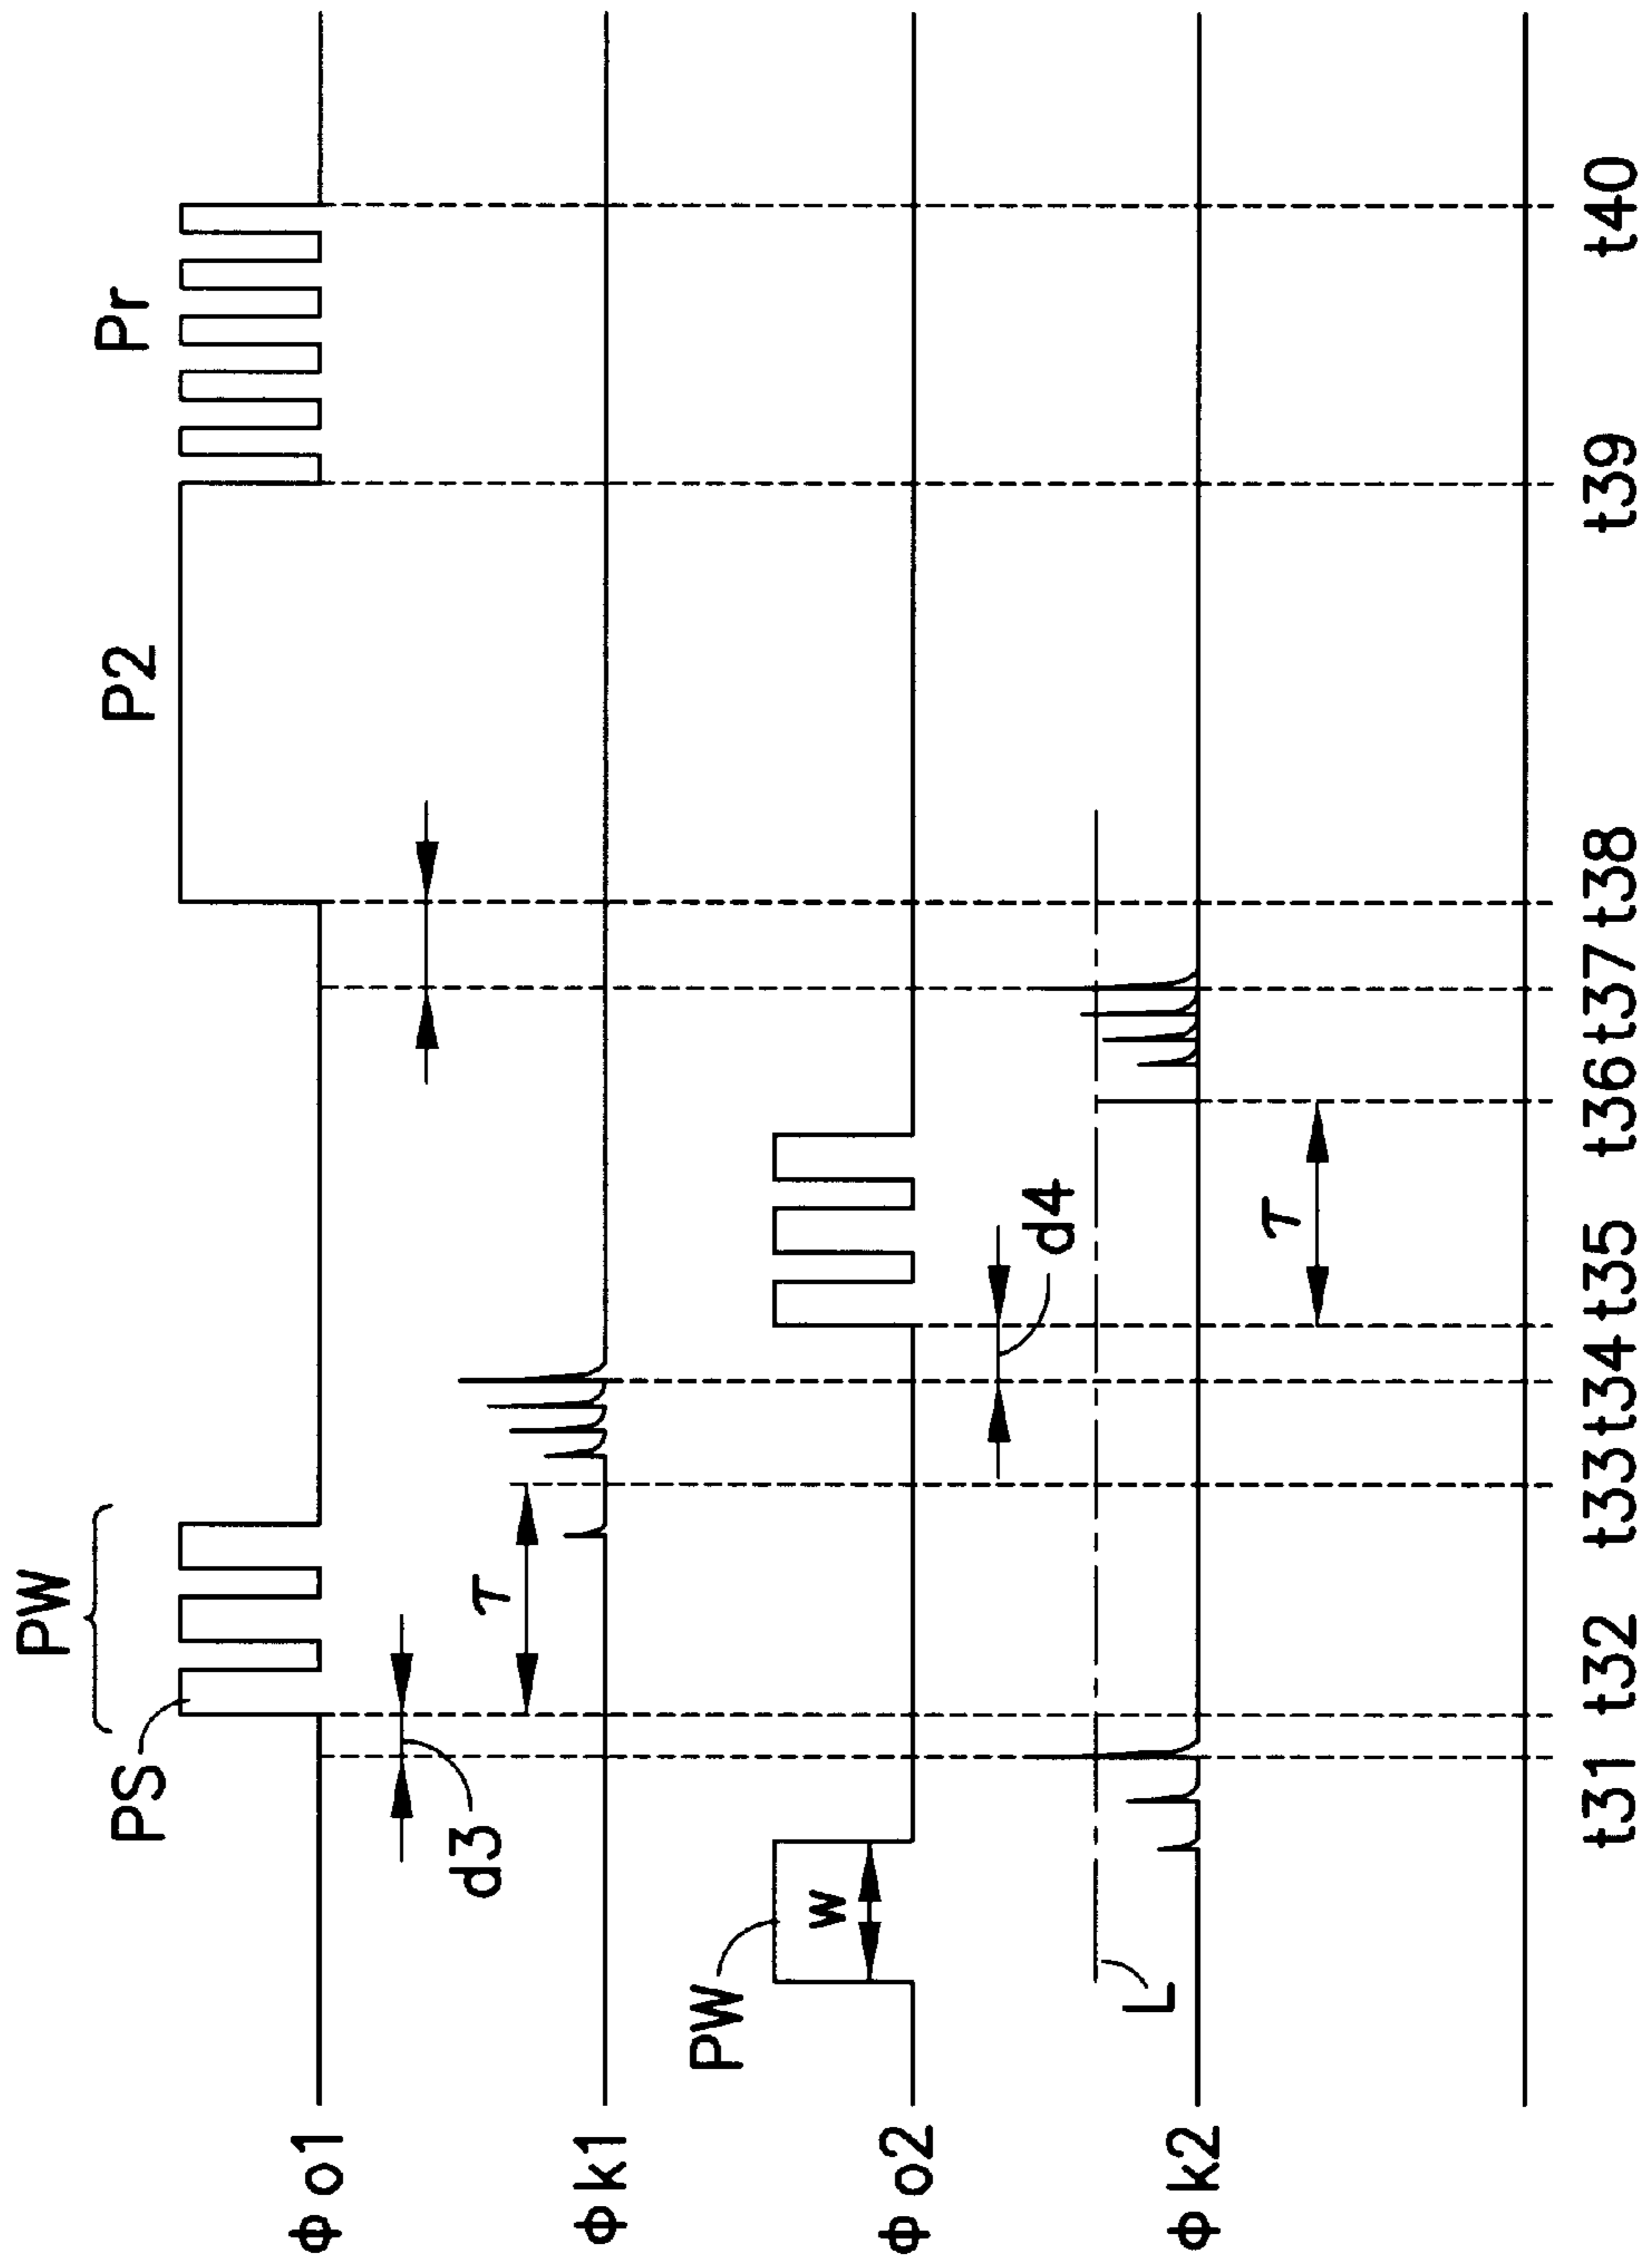 PW
PS
P2
Pr
Φo1
d3
τ
Φk1
PW
w
Φo2
d4
L
τ
Φk2
t31 t32 t33 t34 t35 t36 t37 t38 t39 t40